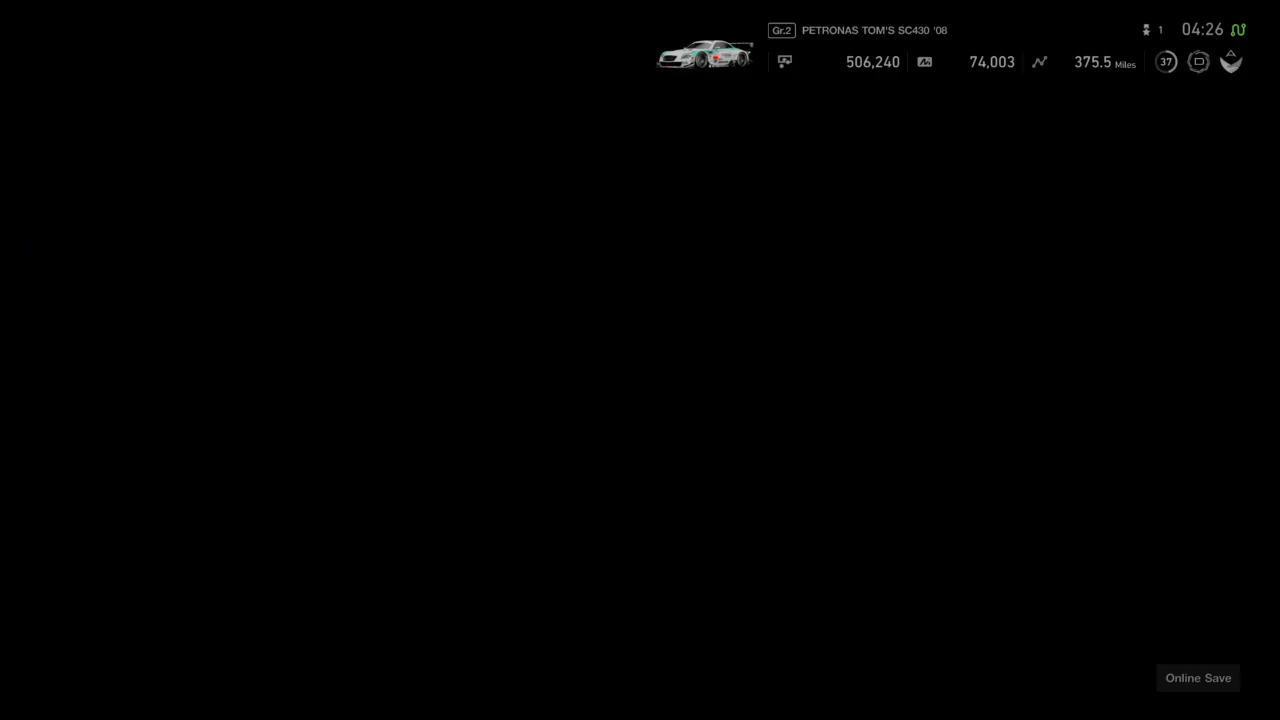 Gr.2 PETRONAS TOM'S SC430 '08
1 04:26
506,240 74,003 375.5 Miles 37 D
Online Save